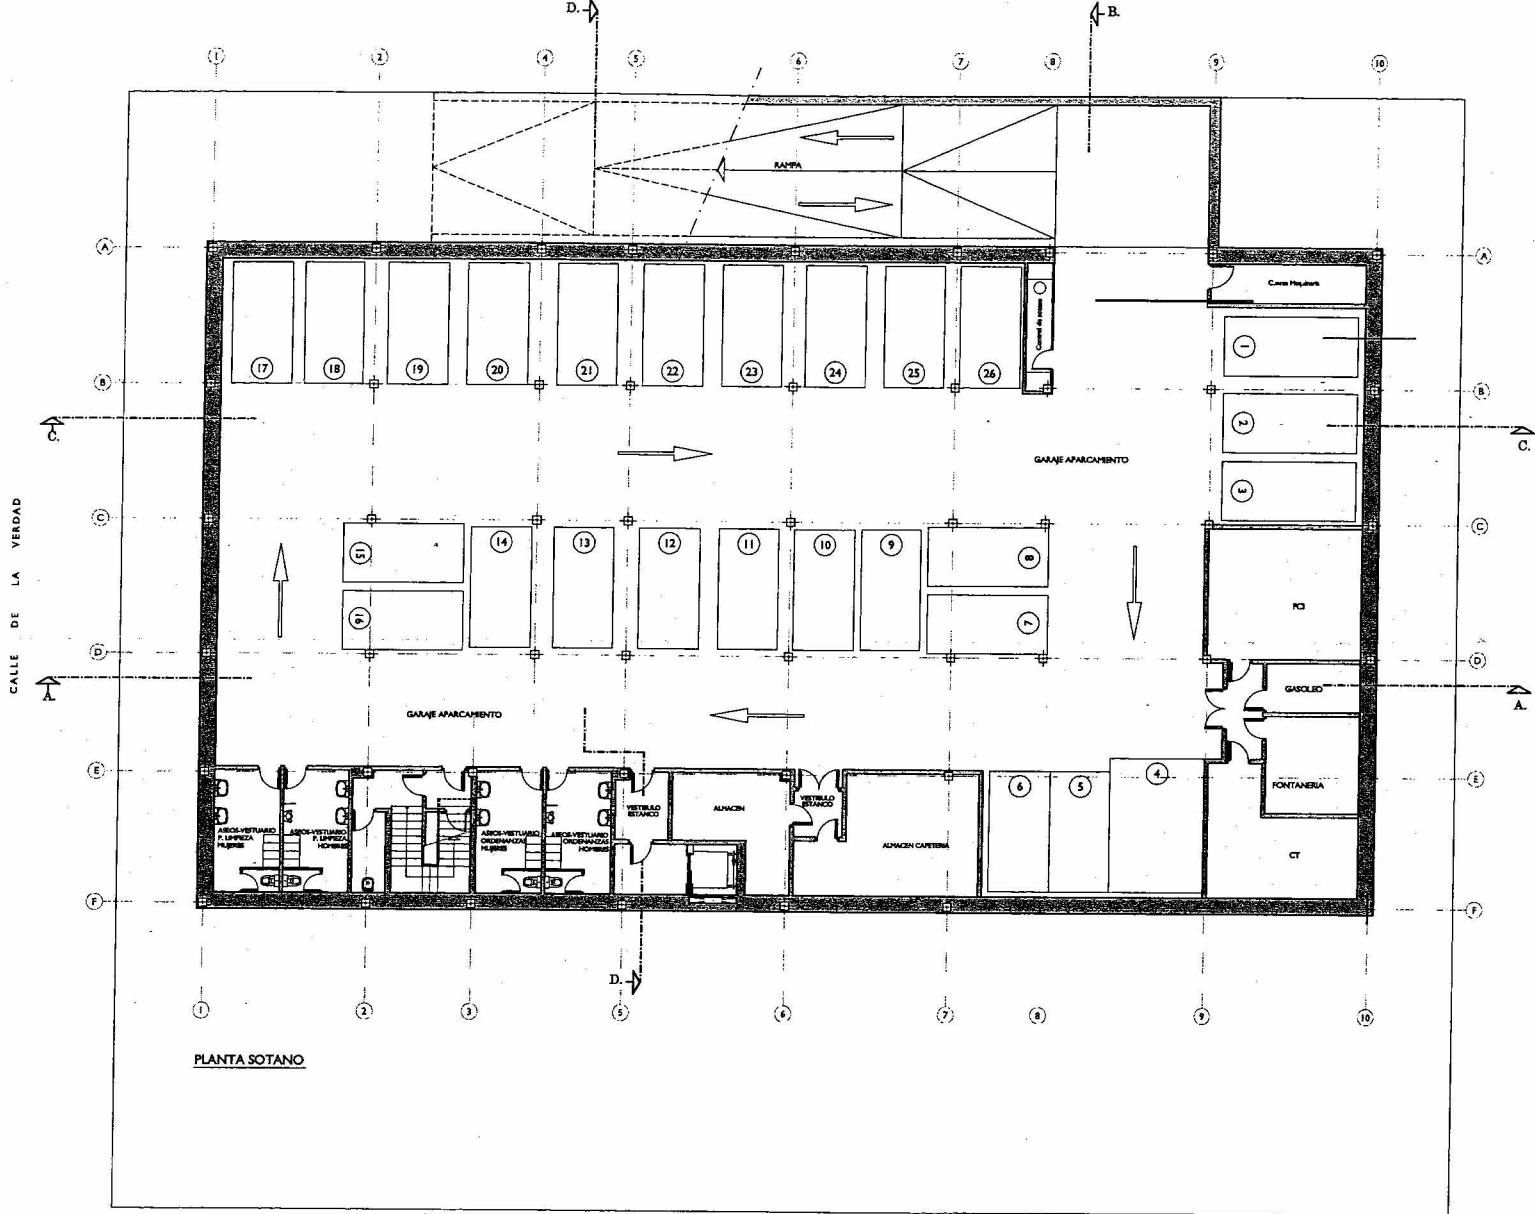 D.
B.
1
2
4
5
6
7
8
9
10
RAMPA
A
A
Control de acceso
C.uarto Maquinaria
17
18
19
20
21
22
23
24
25
26
1
B
B
C.
2
C.
GARAJE APARCAMIENTO
3
CALLE DE LA VERDAD
C
C
15
14
13
12
11
10
9
8
16
7
PCI
D
D
A.
GASOLEO
A.
GARAJE APARCAMIENTO
E
E
6
5
4
FONTANERIA
VESTIBULO
ESTANCO
ALMACEN
VESTIBULO
ESTANCO
ASEOS-VESTUARIO
P. LIMPIEZA
MUJERES
ASEOS-VESTUARIO
P. LIMPIEZA
HOMBRES
ASEOS-VESTUARIO
ORDENANZAS
MUJERES
ASEOS-VESTUARIO
ORDENANZAS
HOMBRES
ALMACEN CAFETERIA
CT
F
F
D.
1
2
3
5
6
7
8
9
10
PLANTA SOTANO